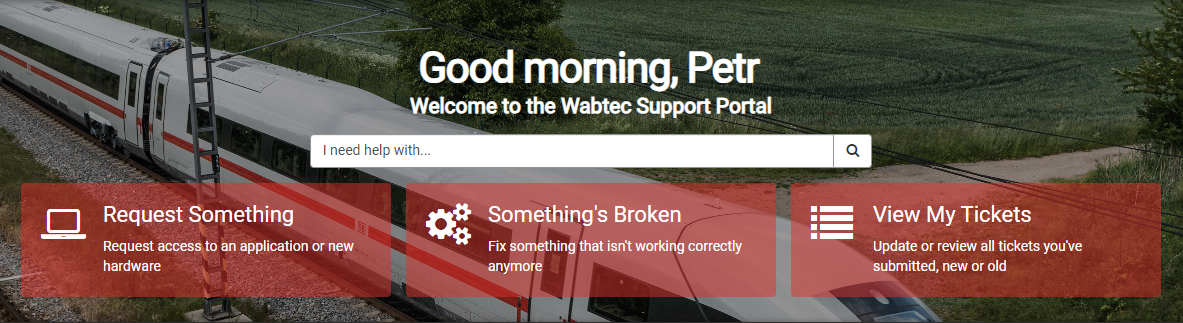 Good morning, Petr
Welcome to the Wabtec Support Portal
I need help with...
Request Something
Request access to an application or new
hardware
Something's Broken
Fix something that isn't working correctly
anymore
View My Tickets
Update or review all tickets you've
submitted, new or old